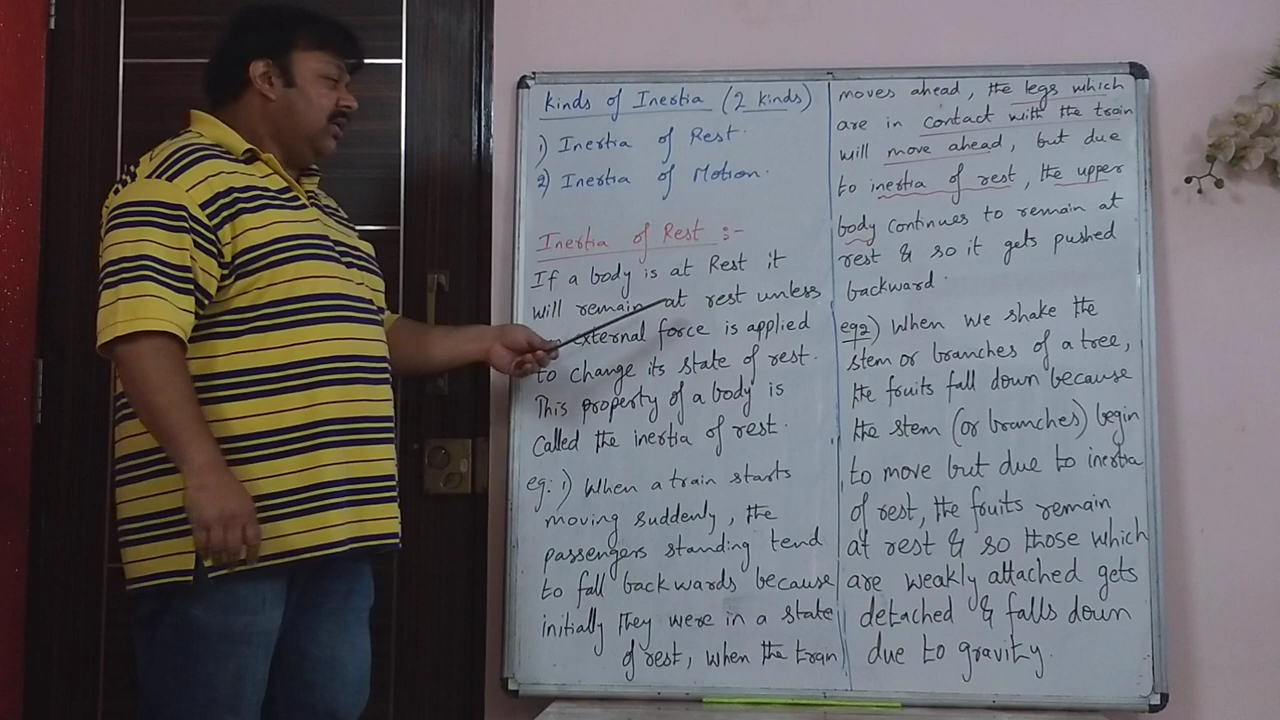 Kinds of Inertia (2 kinds)
1) Inertia of Rest.
2) Inertia of Motion.
Inertia of Rest :-
If a body is at Rest it
will remain at rest unless
external force is applied
to change its state of rest.
This property of a body is
Called the inertia of rest.
eg: 1) When a train starts
moving suddenly, the
passengers standing tend
to fall backwards because
initially they were in a state
of rest, when the train
moves ahead, the legs which
are in contact with the train
will move ahead, but due
to inertia of rest, the upper
body continues to remain at
rest & so it gets pushed
backward.
eg2) When we shake the
stem or branches of a tree,
the fruits fall down because
the stem (or branches) begin
to move but due to inertia
of rest, the fruits remain
at rest & so those which
are weakly attached gets
detached & falls down
due to gravity.